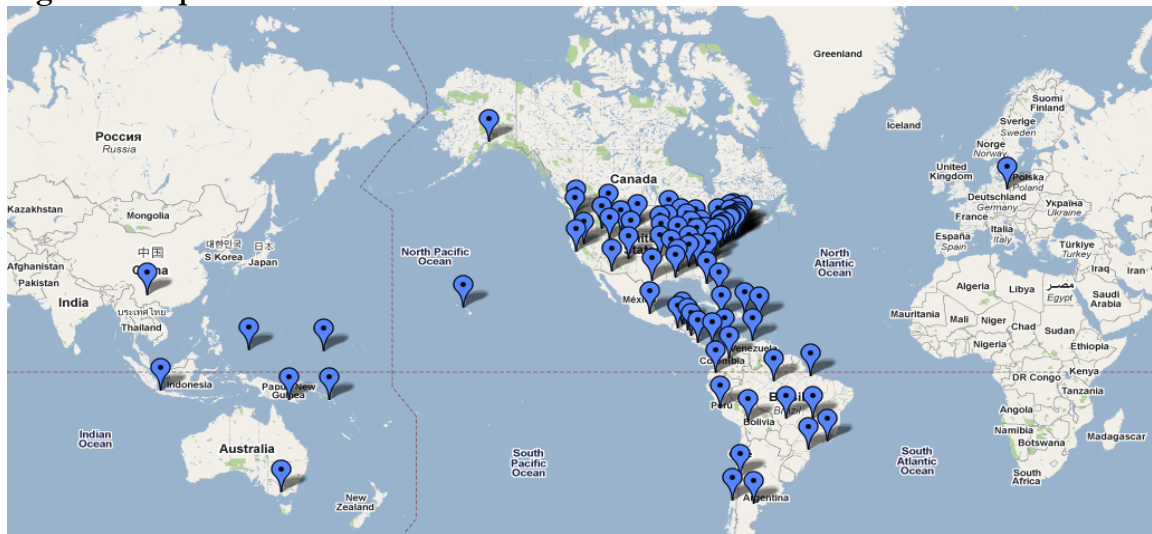 Greenland
Iceland
Suomi
Finland
Sverige
Sweden
Norge
Norway
Россия
Russia
Canada
United
Kingdom
Polska
Poland
Deutschland
Germany
Україна
Ukraine
France
Italia
Italy
España
Spain
Türkiye
Turkey
Kazakhstan
Mongolia
中国
대한민국
S Korea
日本
Japan
Afghanistan
Pakistan
India
ประเทศไทย
Thailand
North Pacific
Ocean
North
Atlantic
Ocean
México
Iraq
Iran
Algeria
Libya
مصر
Egypt
Saudi
Arabia
Mauritania
Mali
Niger
Chad
Sudan
Nigeria
Ethiopia
Venezuela
Colombia
Indonesia
Papua New
Guinea
DR Congo
Kenya
Tanzania
Perú
Brazil
Bolivia
Angola
Namibia
Botswana
Madagascar
Indian
Ocean
Australia
South
Pacific
Ocean
South
Atlantic
Ocean
South
Africa
New
Zealand
Argentina